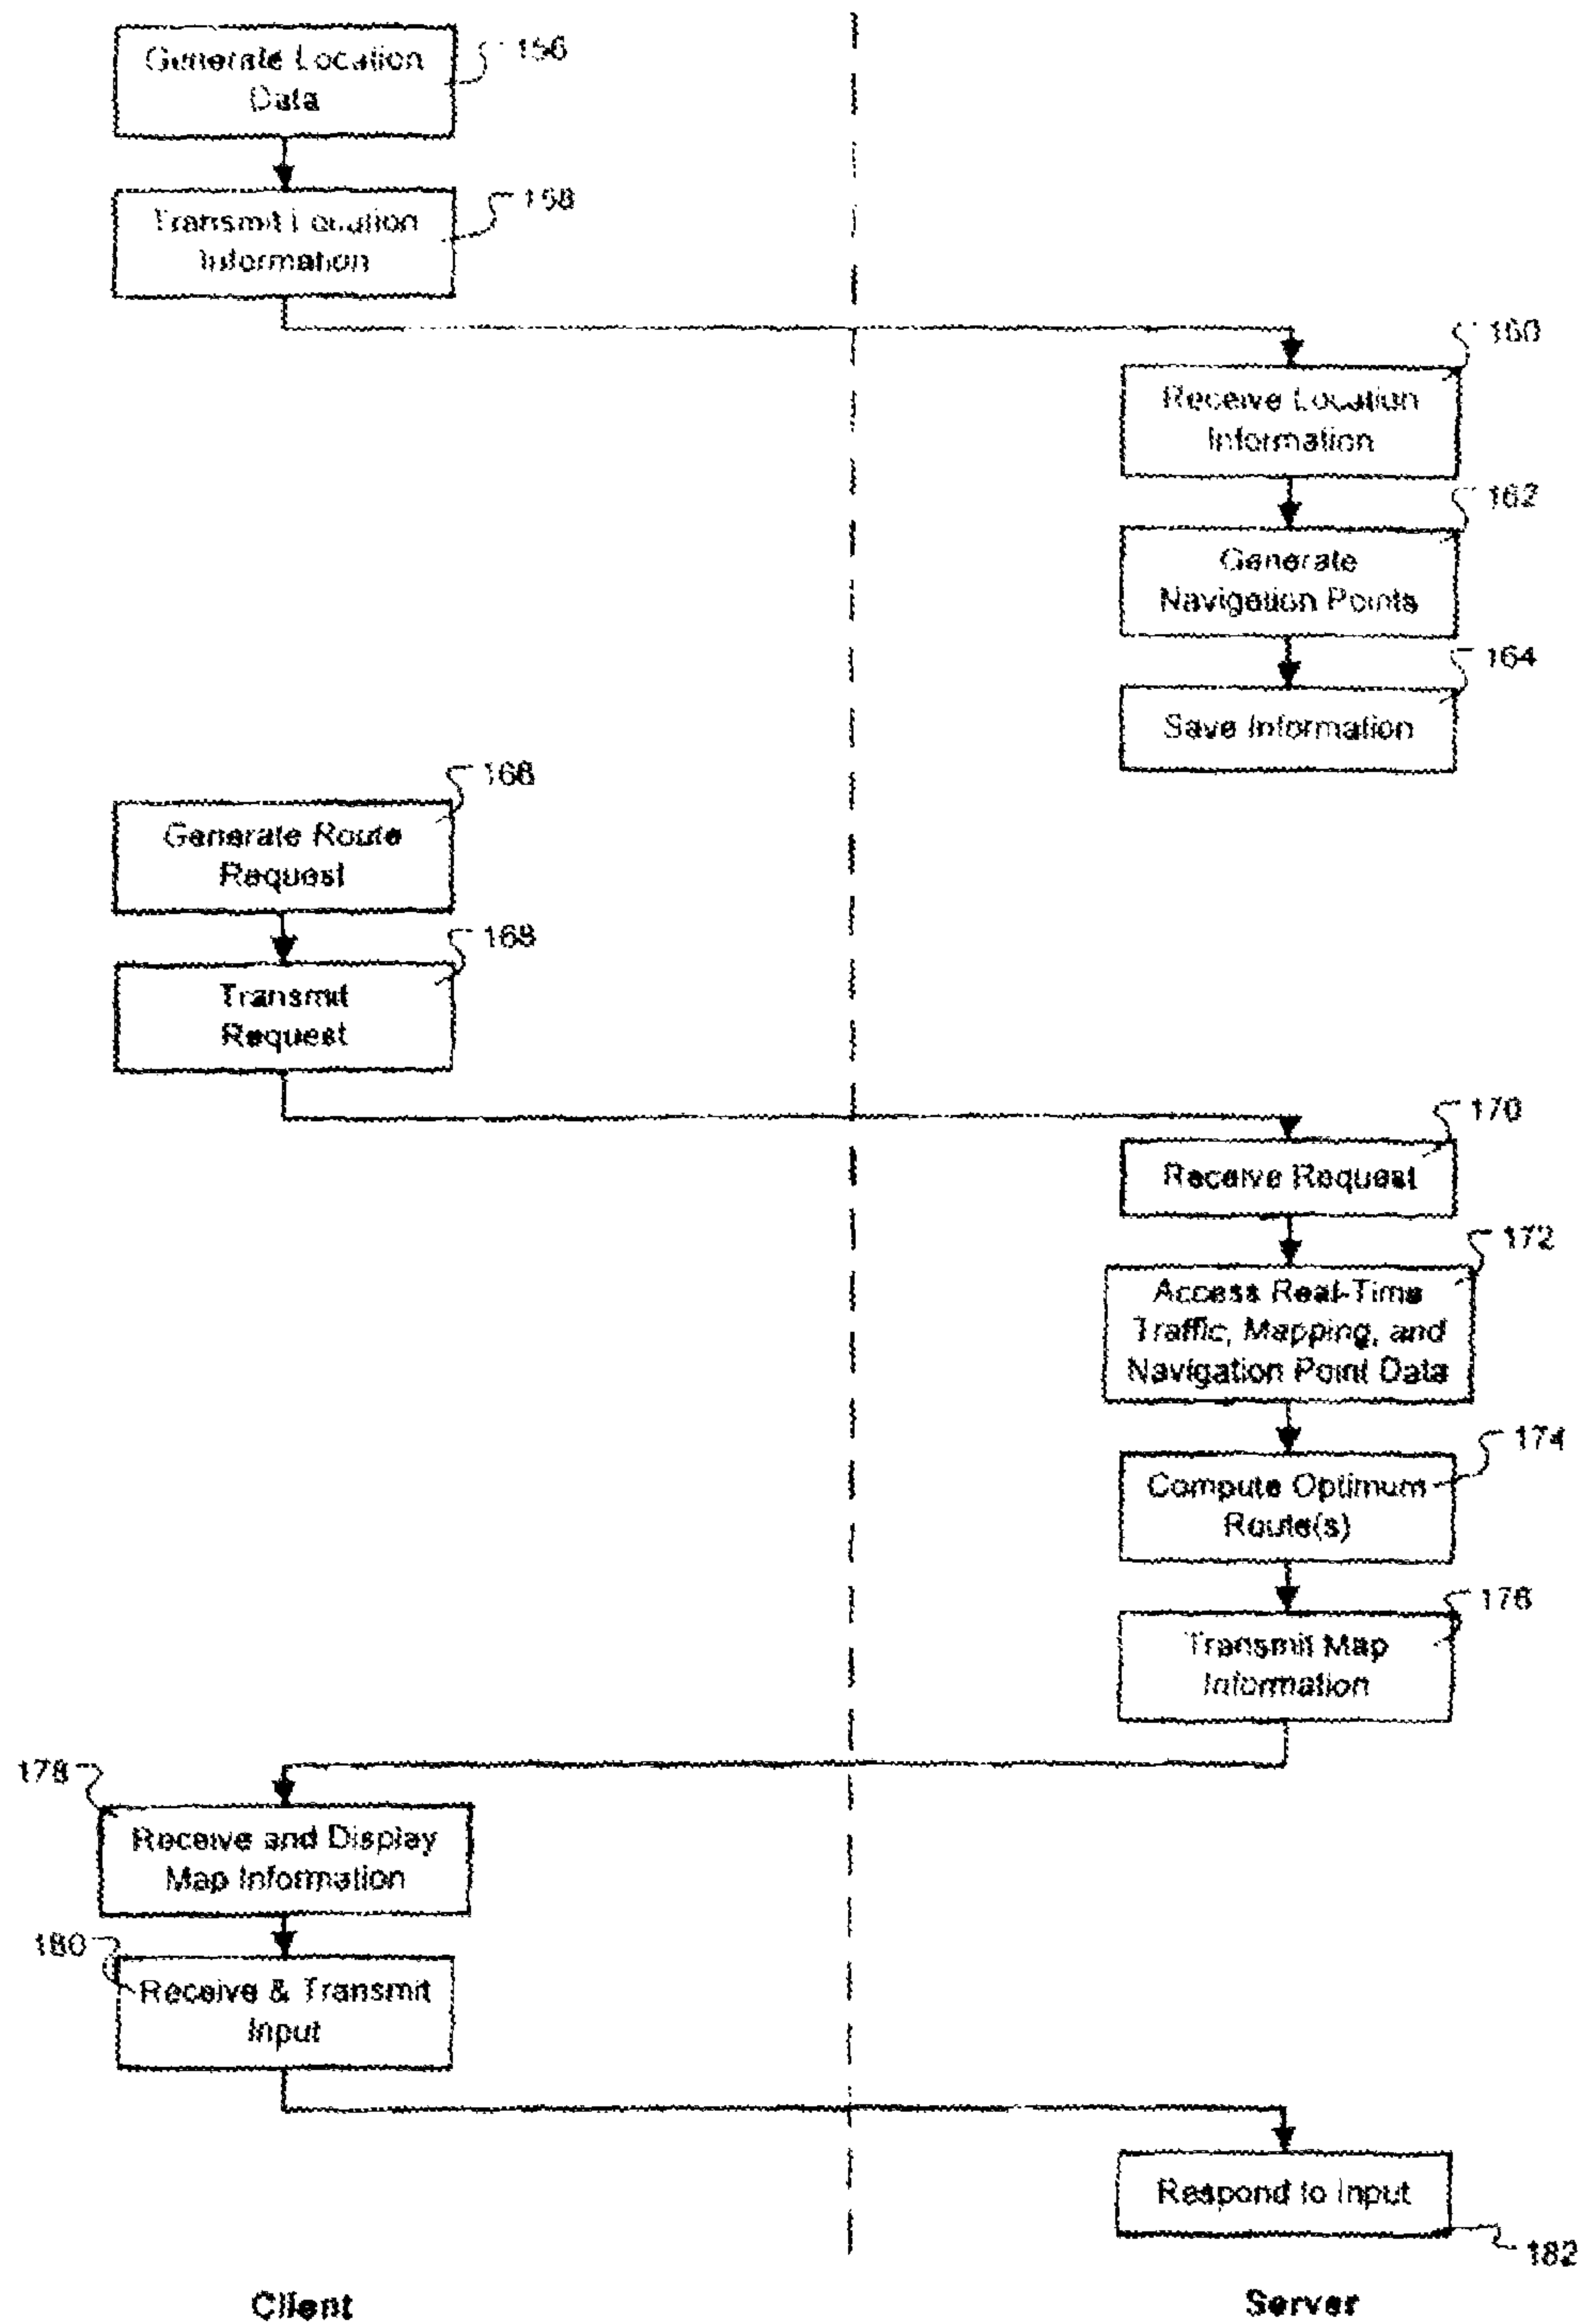 Generate Location
Data
156
Transmit Location
Information
158
160
Receive Location
Information
162
Generate
Navigation Points
164
Save Information
166
Generate Route
Request
168
Transmit
Request
170
Receive Request
172
Access Real-Time
Traffic, Mapping, and
Navigation Point Data
174
Compute Optimum
Route(s)
176
Transmit Map
Information
178
Receive and Display
Map Information
180
Receive & Transmit
Input
Respond to Input
182
Client
Server